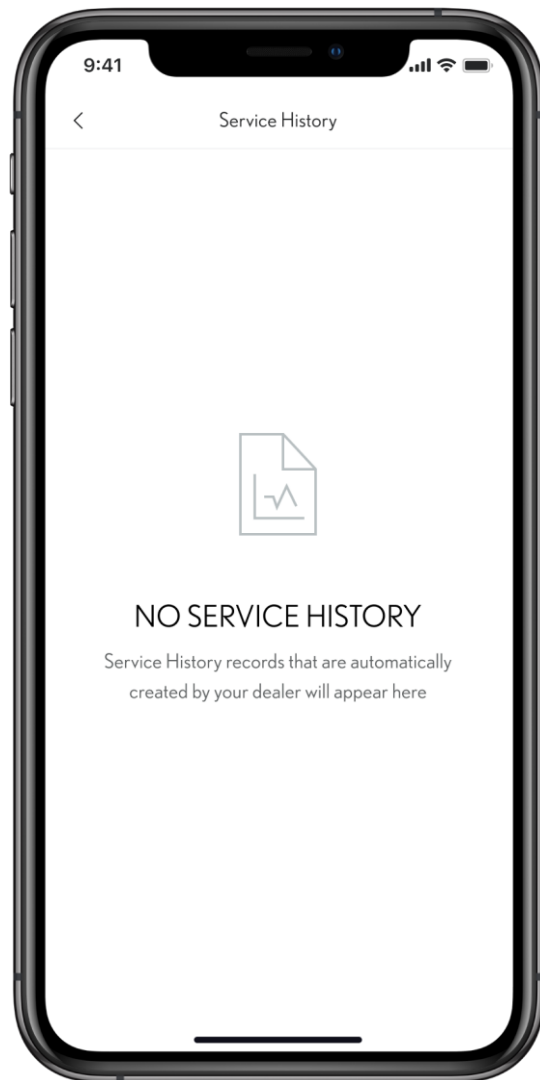 9:41
Service History
NO SERVICE HISTORY
Service History records that are automatically
created by your dealer will appear here